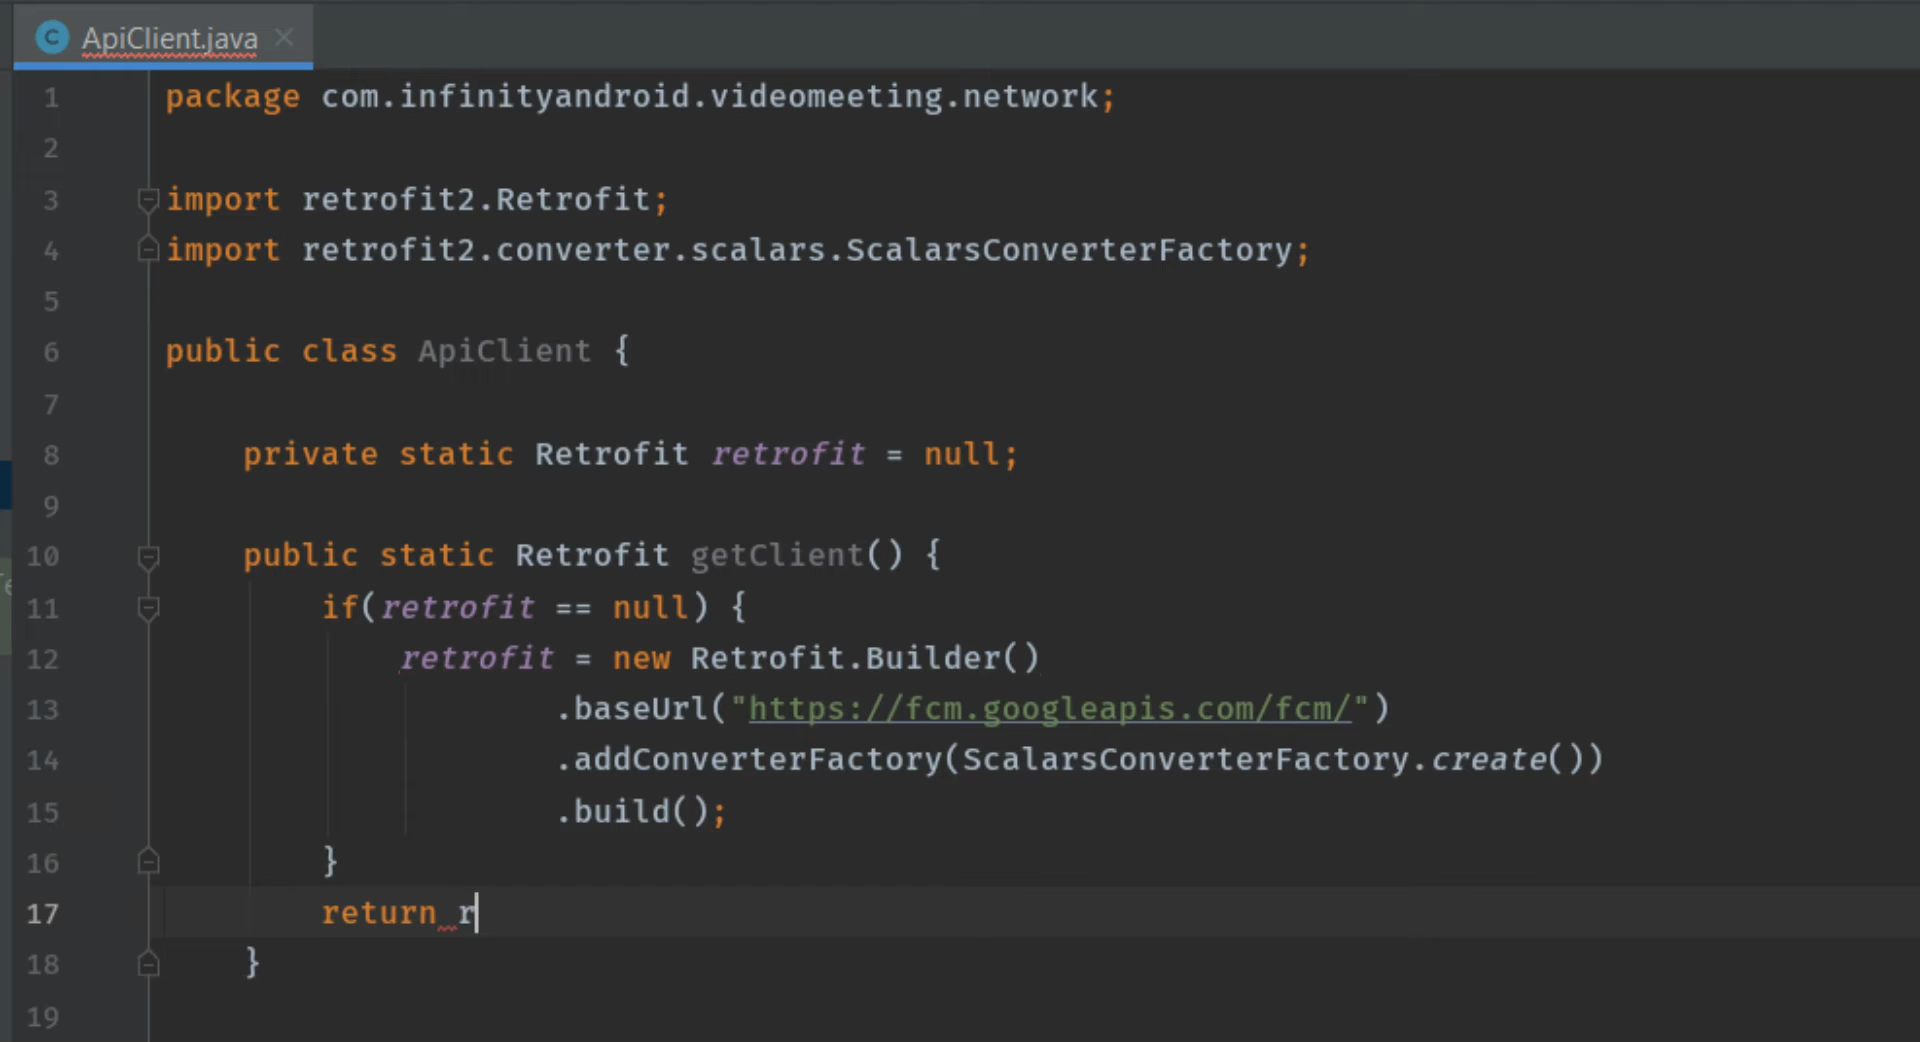 ApiClient.java
1 package com.infinityandroid.videomeeting.network;
2
3 import retrofit2.Retrofit;
4 import retrofit2.converter.scalars.ScalarsConverterFactory;
5
6 public class ApiClient {
7
8 private static Retrofit retrofit = null;
9
10 public static Retrofit getClient() {
11 if(retrofit == null) {
12 retrofit = new Retrofit.Builder()
13 .baseUrl("https://fcm.googleapis.com/fcm/")
14 .addConverterFactory(ScalarsConverterFactory.create())
15 .build();
16 }
17 return r
18 }
19